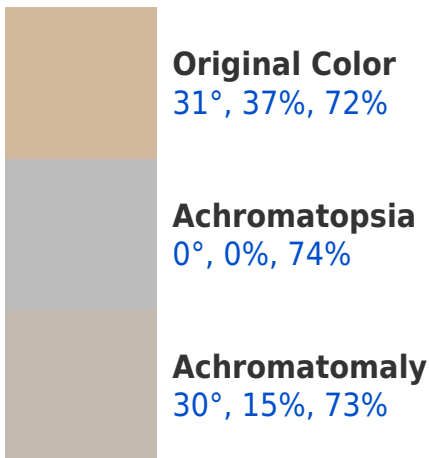 Original Color
31°, 37%, 72%
Achromatopsia
0°, 0%, 74%
Achromatomaly
30°, 15%, 73%